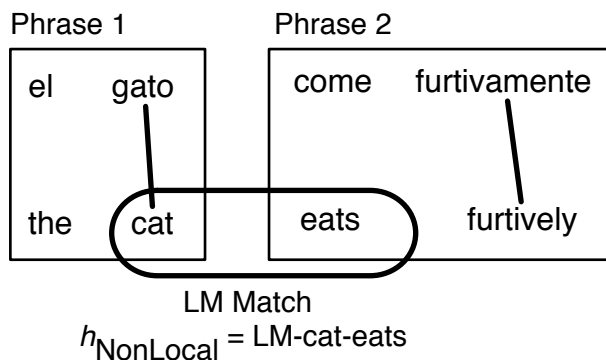 Phrase 1 Phrase 2
el gato come furtivamente
the cat eats furtively
LM Match
hNonLocal = LM-cat-eats